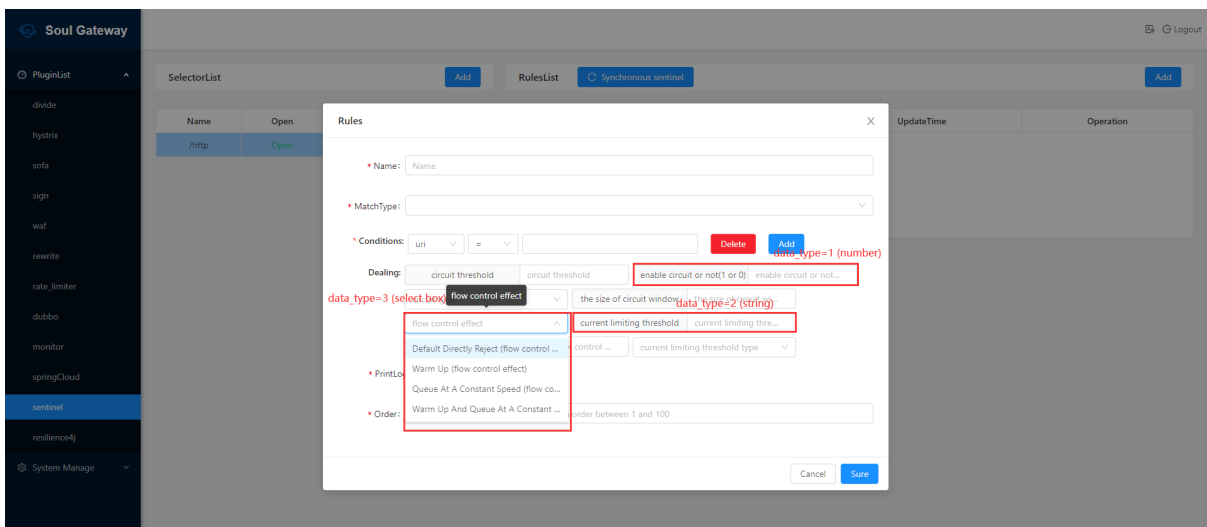 Soul Gateway
Logout
PluginList
SelectorList
Add
RulesList
Synchronous sentinel
Add
divide
Name
Open
Rules
UpdateTime
Operation
hystrix
/http
Open
sofa
* Name:
Name
sign
* MatchType:
waf
* Conditions:
uri
=
Delete
Add
data_type=1 (number)
rewrite
Dealing:
circuit threshold
circuit threshold
enable circuit or not(1 or 0)
enable circuit or not...
rate_limiter
data_type=3 (select box)
flow control effect
the size of circuit window
data_type=2 (string)
dubbo
flow control effect
current limiting threshold
current limiting thre...
monitor
Default Directly Reject (flow control ...
control ...
current limiting threshold type
springCloud
Warm Up (flow control effect)
* PrintLo
Queue At A Constant Speed (flow co...
sentinel
Warm Up And Queue At A Constant ...
* Order:
order between 1 and 100
resilience4j
System Manage
Cancel
Sure